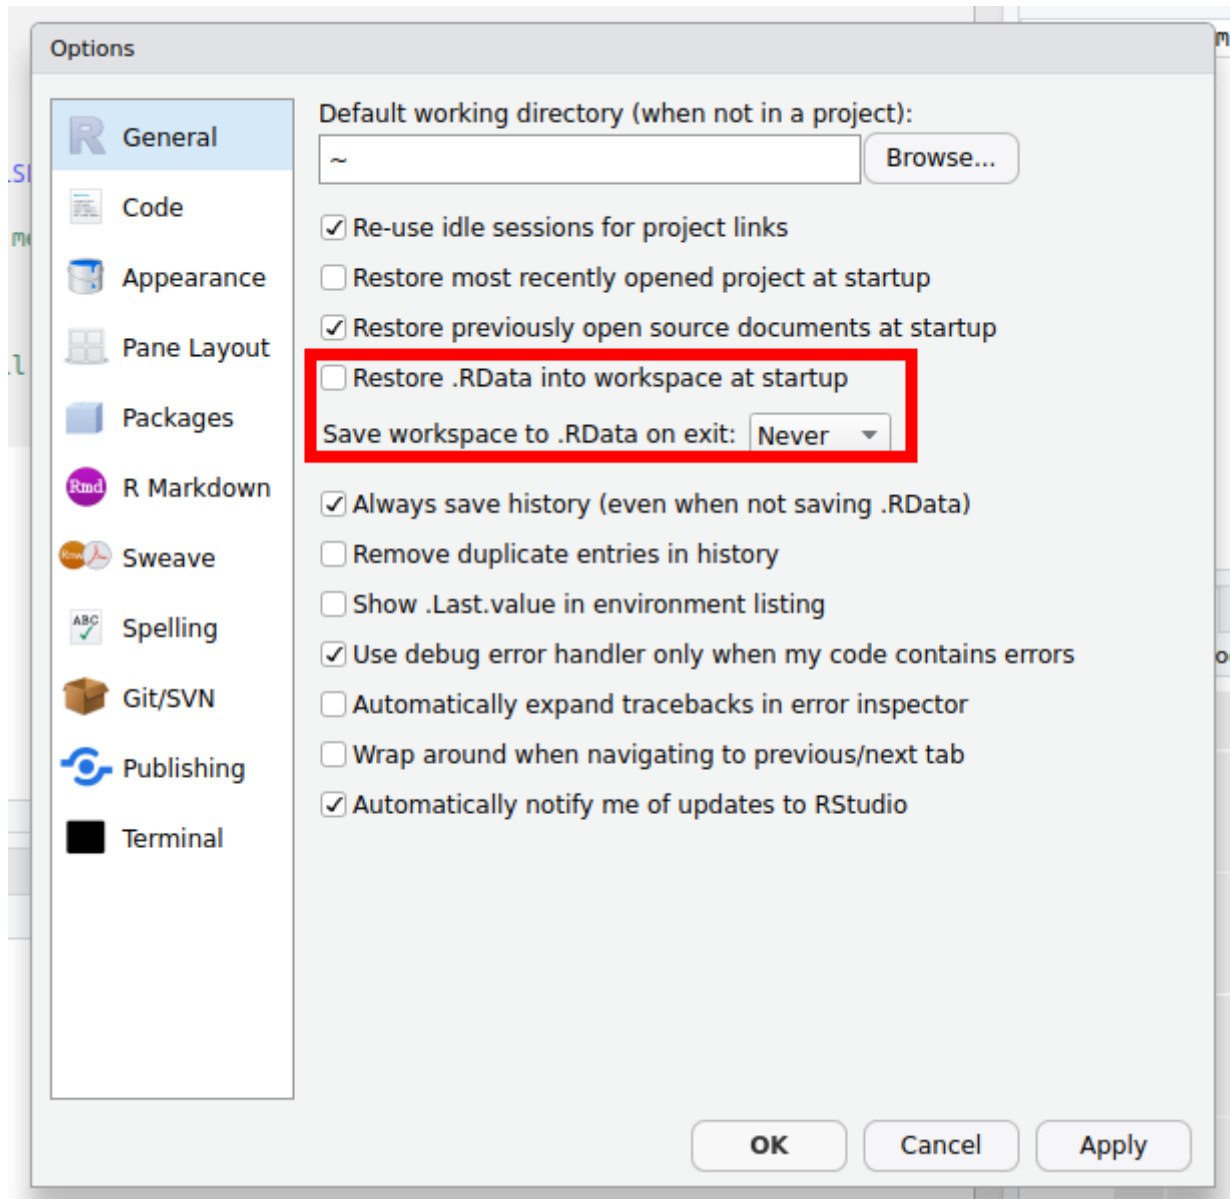 Options
General
Code
Appearance
Pane Layout
Packages
Rmd R Markdown
Sweave
ABC Spelling
Git/SVN
Publishing
Terminal
Default working directory (when not in a project):
~ Browse...
Re-use idle sessions for project links
Restore most recently opened project at startup
Restore previously open source documents at startup
Restore .RData into workspace at startup
Save workspace to .RData on exit: Never
Always save history (even when not saving .RData)
Remove duplicate entries in history
Show .Last.value in environment listing
Use debug error handler only when my code contains errors
Automatically expand tracebacks in error inspector
Wrap around when navigating to previous/next tab
Automatically notify me of updates to RStudio
OK Cancel Apply